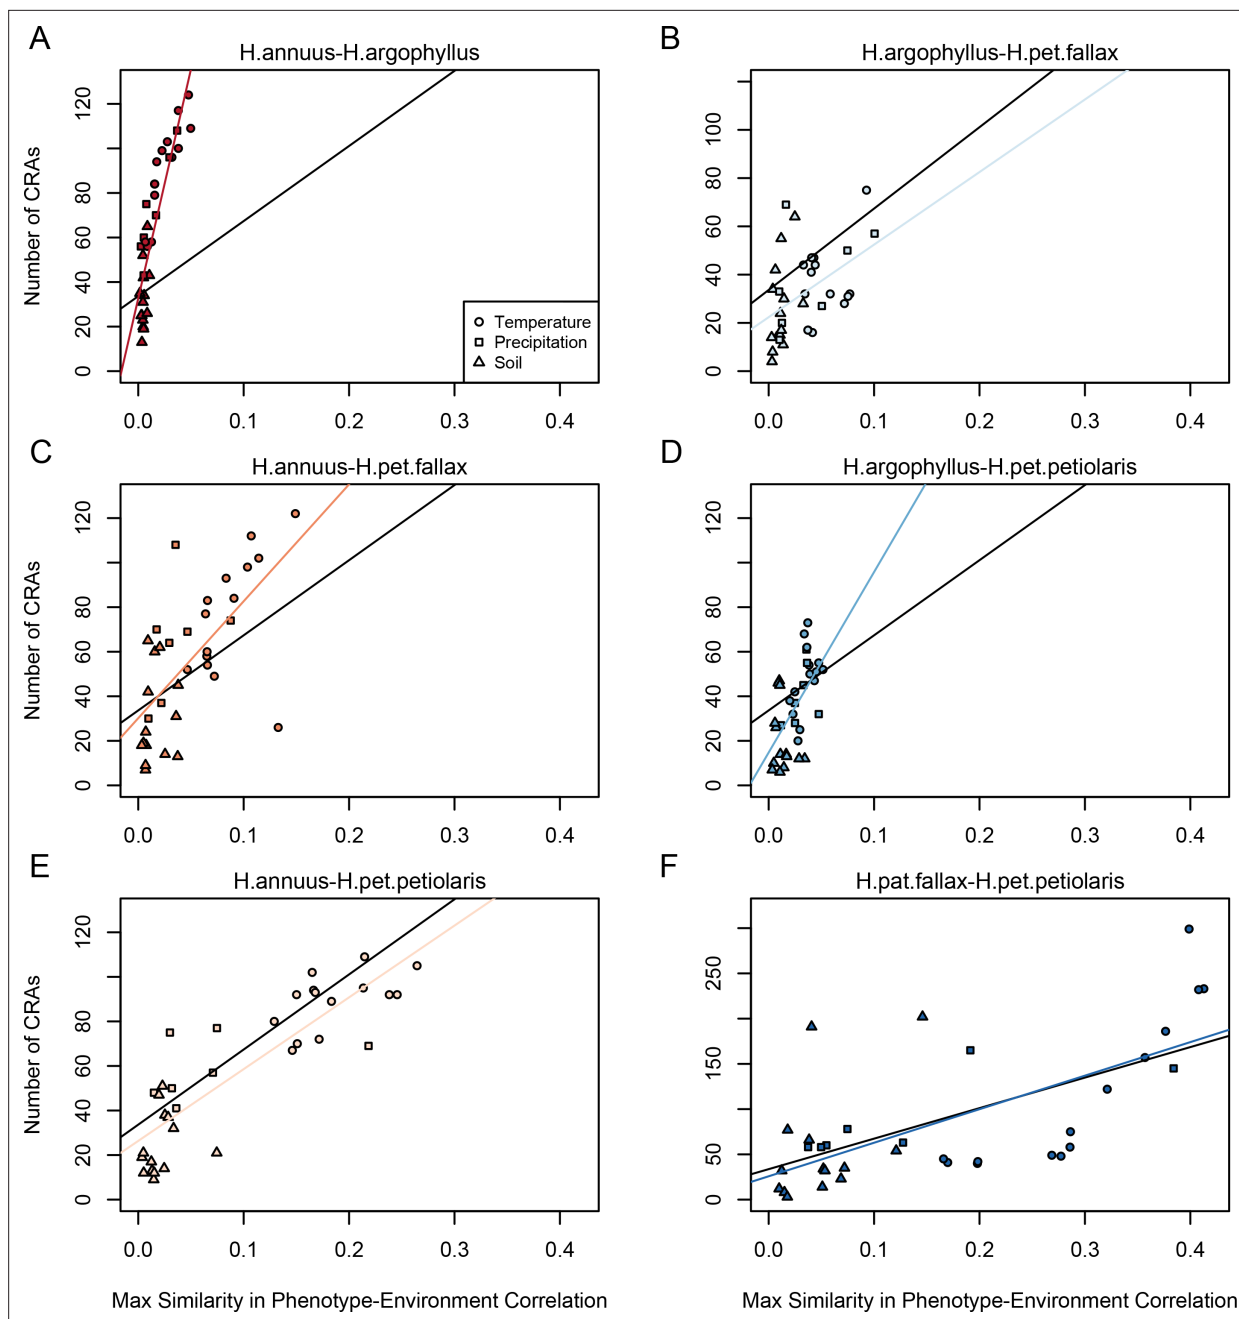 A
H.annuus-H.argophyllus
Number of CRAs
0 20 40 60 80 120
0.0 0.1 0.2 0.3 0.4
Temperature
Precipitation
Soil
B
H.argophyllus-H.pet.fallax
0 20 40 60 80 100
0.0 0.1 0.2 0.3 0.4
C
H.annuus-H.pet.fallax
Number of CRAs
0 20 40 60 80 120
0.0 0.1 0.2 0.3 0.4
D
H.argophyllus-H.pet.petiolaris
0 20 40 60 80 120
0.0 0.1 0.2 0.3 0.4
E
H.annuus-H.pet.petiolaris
Number of CRAs
0 20 40 60 80 120
0.0 0.1 0.2 0.3 0.4
Max Similarity in Phenotype-Environment Correlation
F
H.pat.fallax-H.pet.petiolaris
0 50 150 250
0.0 0.1 0.2 0.3 0.4
Max Similarity in Phenotype-Environment Correlation